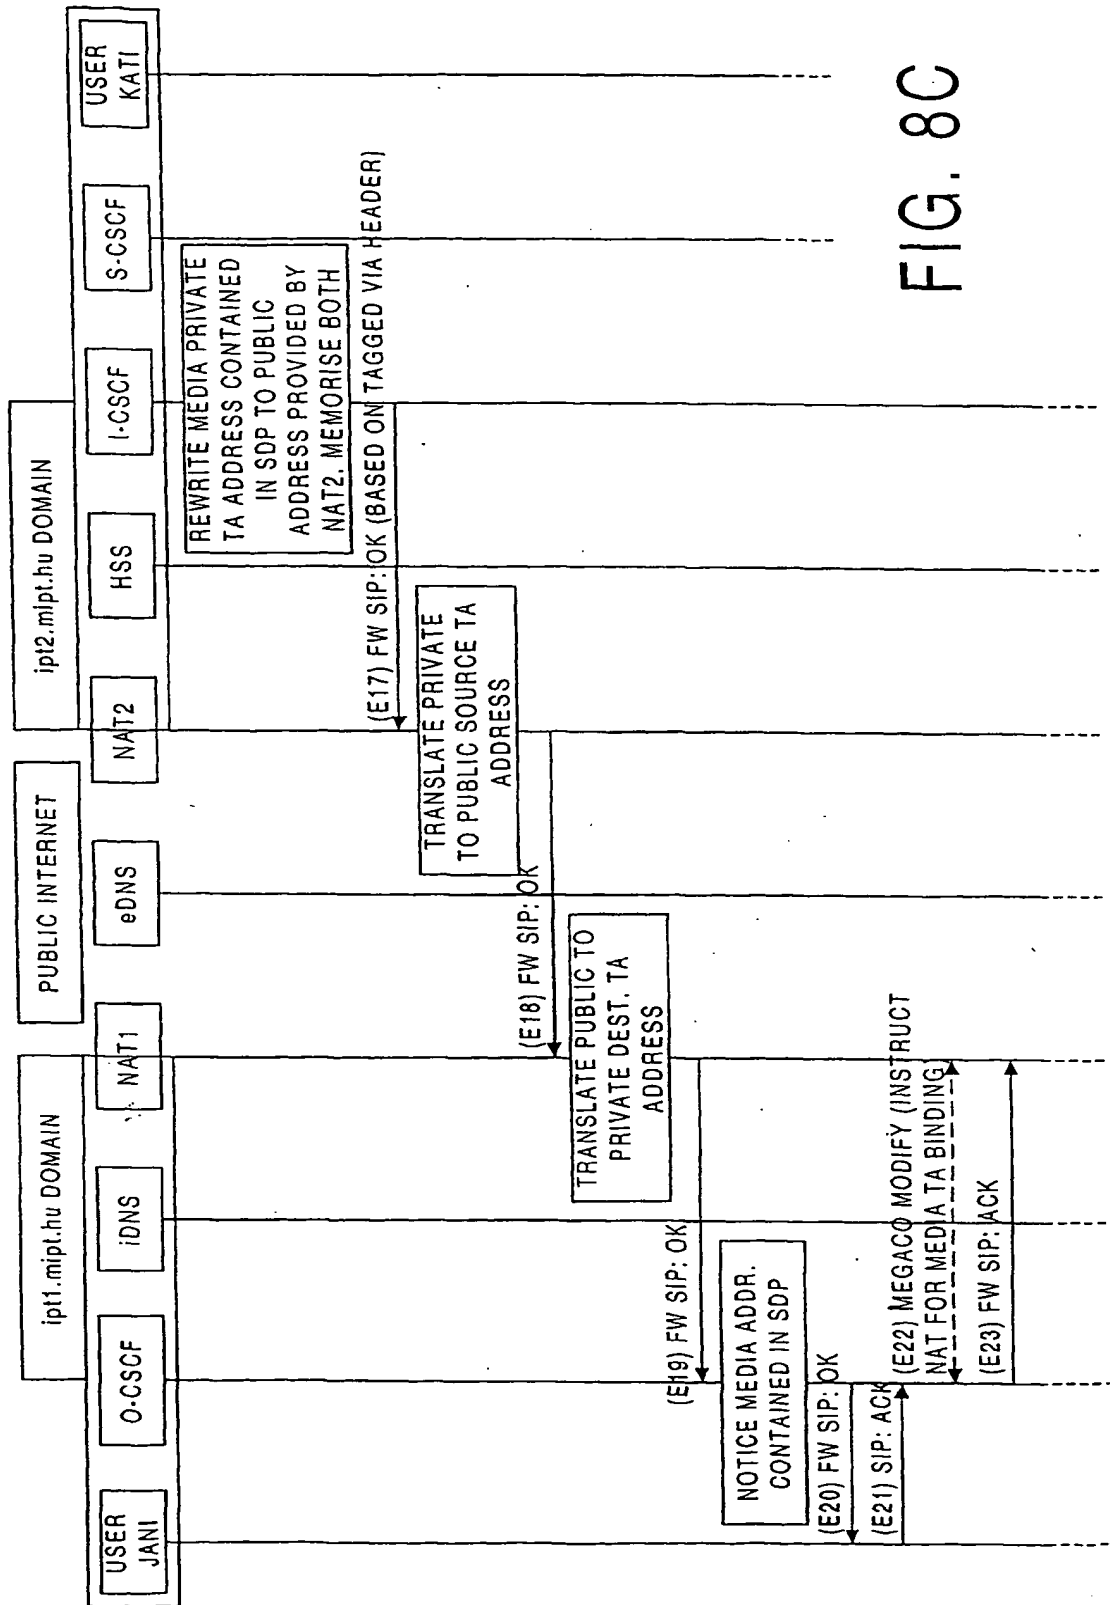 ipt1.mipt.hu DOMAIN
PUBLIC INTERNET
ipt2.mipt.hu DOMAIN
USER
JANI
O-CSCF
iDNS
NAT1
eDNS
NAT2
HSS
I-CSCF
S-CSCF
USER
KATI
REWRITE MEDIA PRIVATE
TA ADDRESS CONTAINED
IN SDP TO PUBLIC
ADDRESS PROVIDED BY
NAT2. MEMORISE BOTH
(E17) FW SIP: OK (BASED ON TAGGED VIA HEADER)
TRANSLATE PRIVATE
TO PUBLIC SOURCE TA
ADDRESS
(E18) FW SIP: OK
TRANSLATE PUBLIC TO
PRIVATE DEST. TA
ADDRESS
(E19) FW SIP: OK
NOTICE MEDIA ADDR.
CONTAINED IN SDP
(E20) FW SIP: OK
(E21) SIP: ACK
(E22) MEGACO MODIFY (INSTRUCT
NAT FOR MEDIA TA BINDING)
(E23) FW SIP: ACK
FIG. 8C